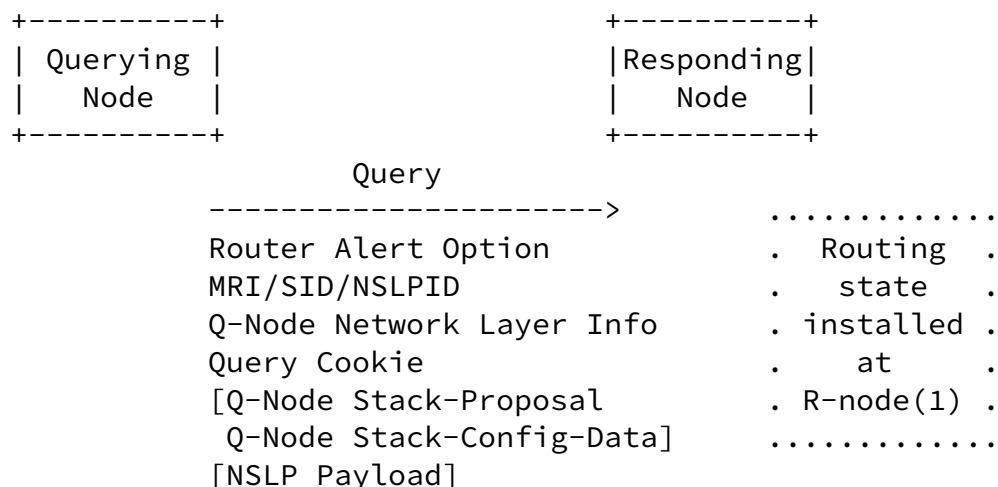 +----------+                     +----------+
| Querying |                     |Responding|
|   Node   |                     |   Node   |
+----------+                     +----------+
                   Query
           ---------------------->        .............
           Router Alert Option            .  Routing  .
           MRI/SID/NSLPID                 .   state   .
           Q-Node Network Layer Info      . installed .
           Query Cookie                   .    at     .
           [Q-Node Stack-Proposal         . R-node(1) .
            Q-Node Stack-Config-Data]     .............
           [NSLP Payload]